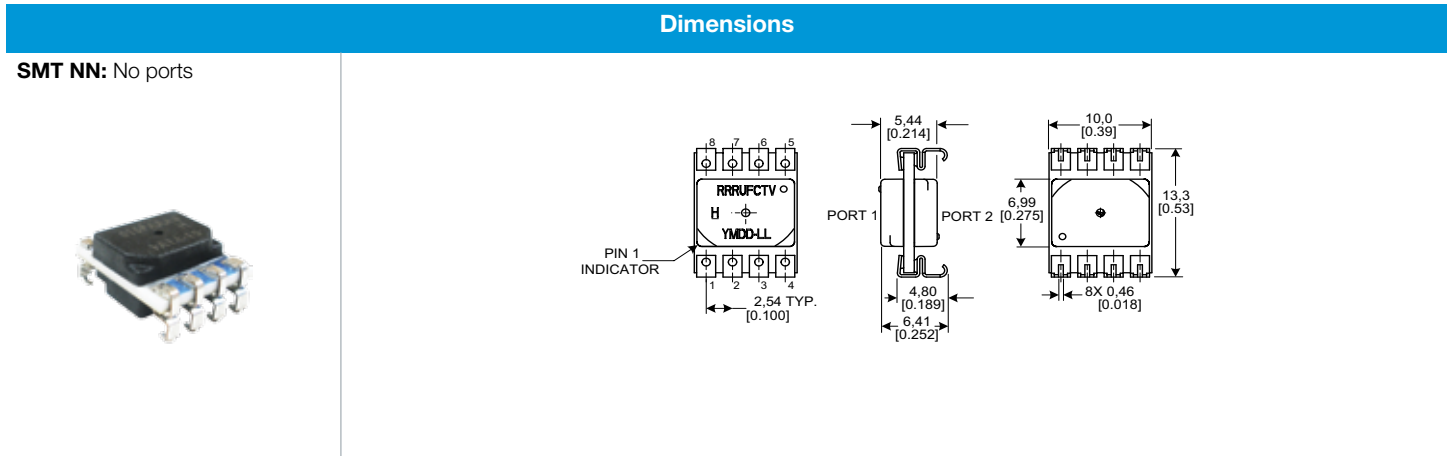 Dimensions
SMT NN: No ports
8 7 6 5
RRRUFCTV
H
YMDD-LL
PIN 1
INDICATOR
1 2 3 4
2,54 TYP.
[0.100]
5,44
[0.214]
PORT 1
PORT 2
4,80
[0.189]
6,41
[0.252]
10,0
[0.39]
6,99
[0.275]
13,3
[0.53]
8X 0,46
[0.018]